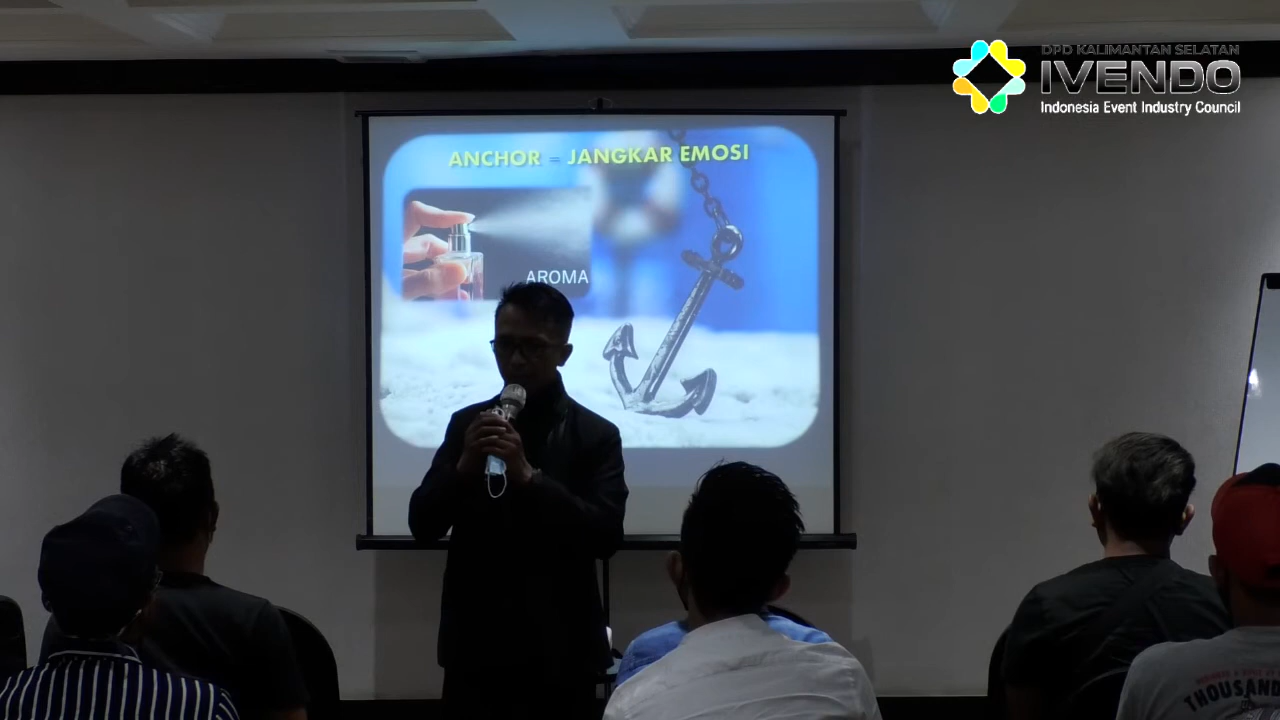 DPD KALIMANTAN SELATAN
IVENDO
Indonesia Event Industry Council
ANCHOR = JANGKAR EMOSI
AROMA
THOUSAND